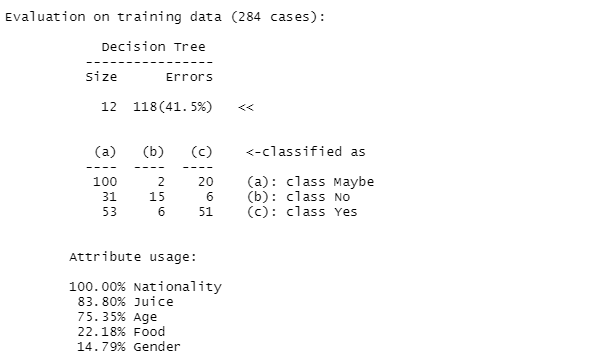 Evaluation on training data (284 cases):
Decision Tree
----------------
Size Errors
12 118(41.5%) <<
(a) (b) (c) <-classified as
---- ---- ----
100 2 20 (a): class Maybe
31 15 6 (b): class No
53 6 51 (c): class Yes
Attribute usage:
100.00% Nationality
83.80% Juice
75.35% Age
22.18% Food
14.79% Gender